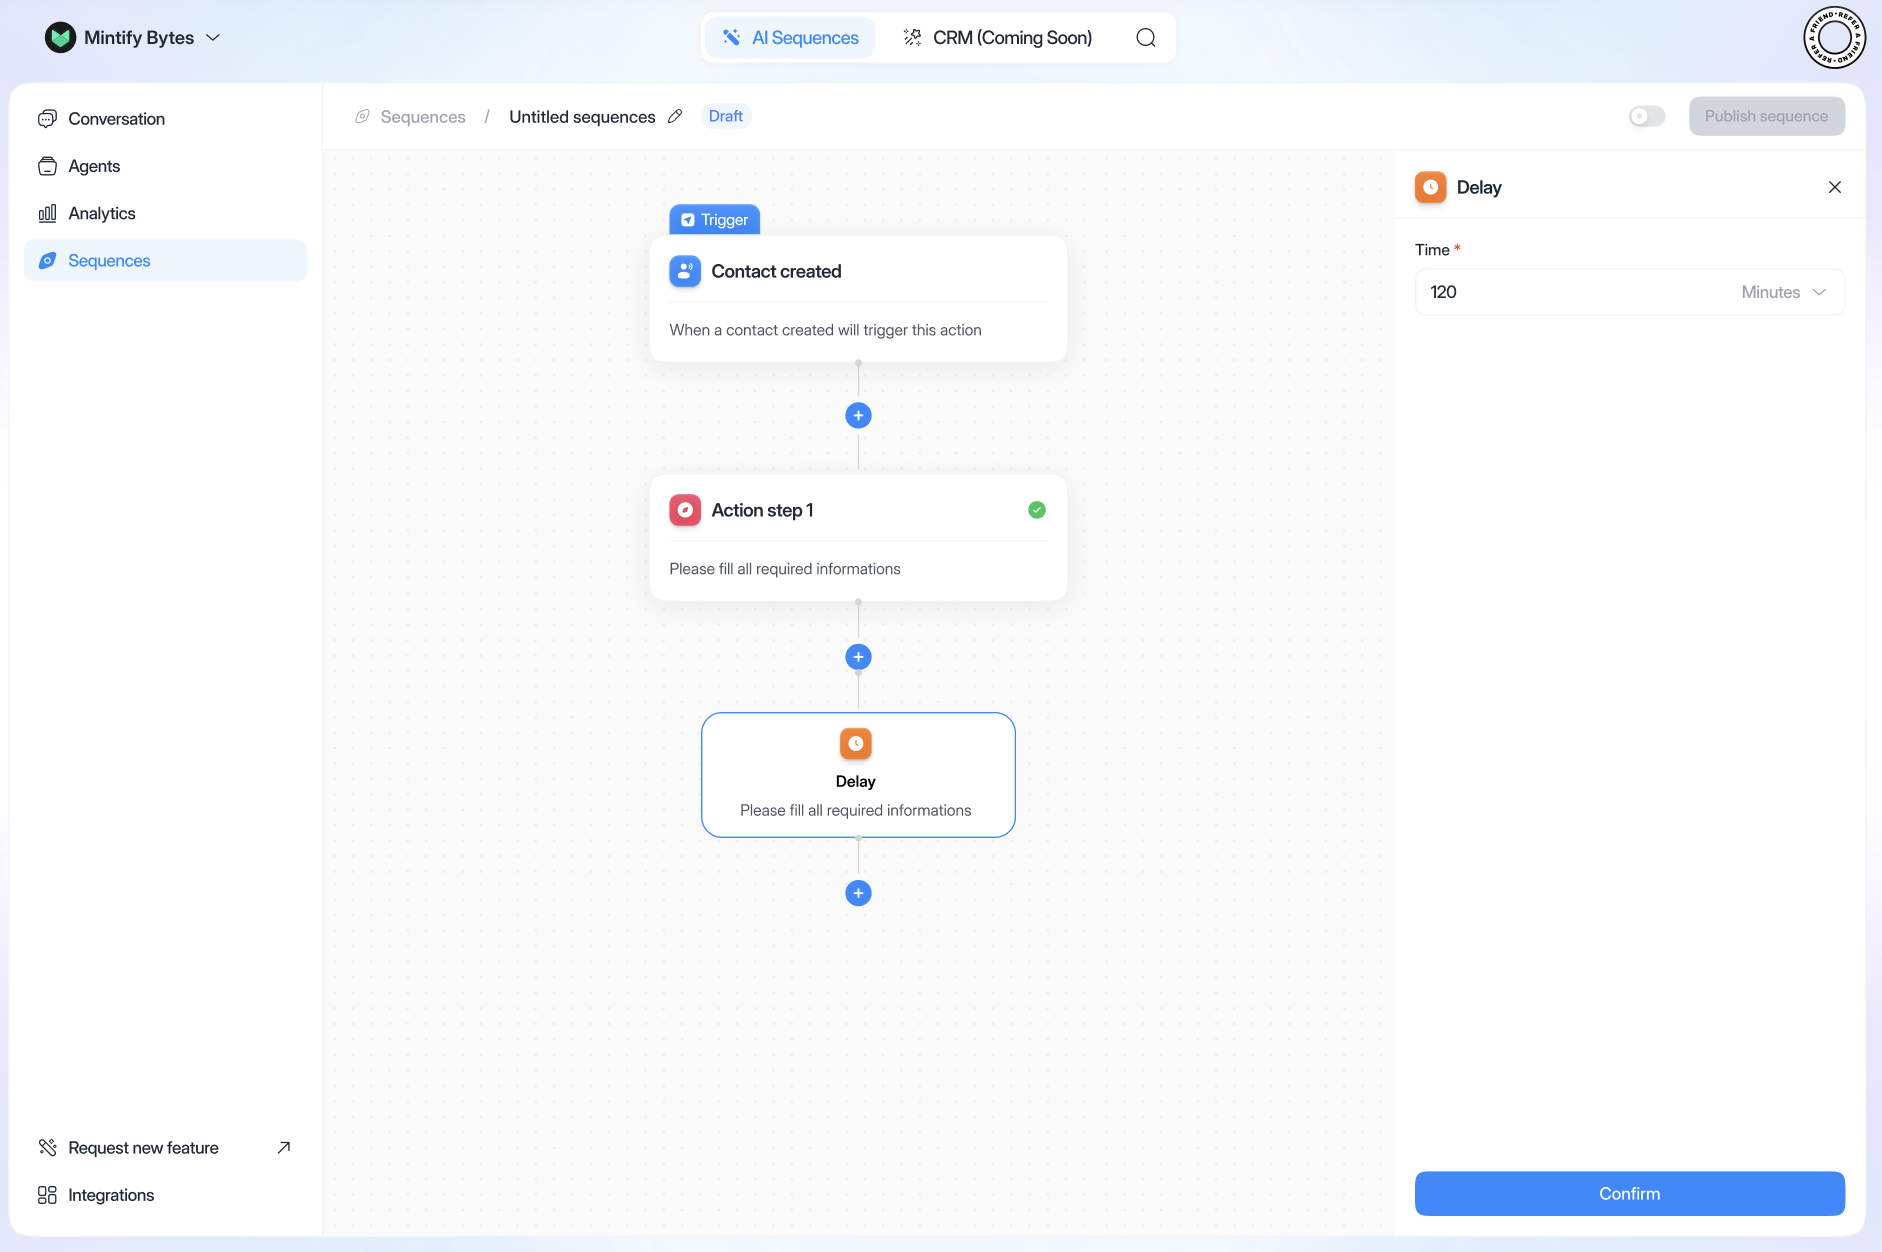 Mintify Bytes
AI Sequences
CRM (Coming Soon)
REFER A FRIEND • REFER A FRIEND •
Conversation
Agents
Analytics
Sequences
Sequences / Untitled sequences
Draft
Publish sequence
Trigger
Contact created
When a contact created will trigger this action
Action step 1
Please fill all required informations
Delay
Please fill all required informations
Delay
Time *
120
Minutes
Confirm
Request new feature
Integrations